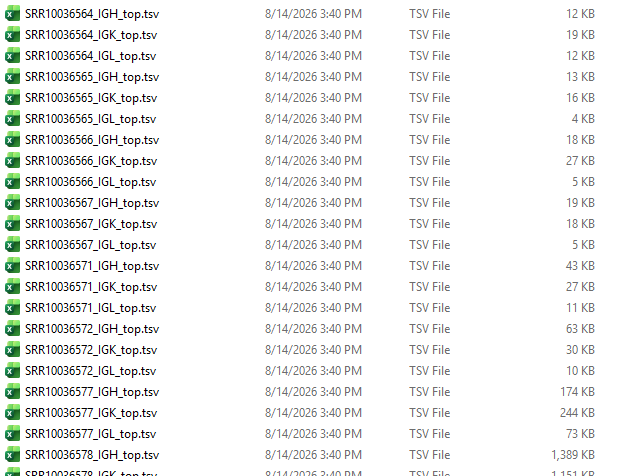 SRR10036564_IGH_top.tsv 8/14/2026 3:40 PM TSV File 12 KB
SRR10036564_IGK_top.tsv 8/14/2026 3:40 PM TSV File 19 KB
SRR10036564_IGL_top.tsv 8/14/2026 3:40 PM TSV File 12 KB
SRR10036565_IGH_top.tsv 8/14/2026 3:40 PM TSV File 13 KB
SRR10036565_IGK_top.tsv 8/14/2026 3:40 PM TSV File 16 KB
SRR10036565_IGL_top.tsv 8/14/2026 3:40 PM TSV File 4 KB
SRR10036566_IGH_top.tsv 8/14/2026 3:40 PM TSV File 18 KB
SRR10036566_IGK_top.tsv 8/14/2026 3:40 PM TSV File 27 KB
SRR10036566_IGL_top.tsv 8/14/2026 3:40 PM TSV File 5 KB
SRR10036567_IGH_top.tsv 8/14/2026 3:40 PM TSV File 19 KB
SRR10036567_IGK_top.tsv 8/14/2026 3:40 PM TSV File 18 KB
SRR10036567_IGL_top.tsv 8/14/2026 3:40 PM TSV File 5 KB
SRR10036571_IGH_top.tsv 8/14/2026 3:40 PM TSV File 43 KB
SRR10036571_IGK_top.tsv 8/14/2026 3:40 PM TSV File 27 KB
SRR10036571_IGL_top.tsv 8/14/2026 3:40 PM TSV File 11 KB
SRR10036572_IGH_top.tsv 8/14/2026 3:40 PM TSV File 63 KB
SRR10036572_IGK_top.tsv 8/14/2026 3:40 PM TSV File 30 KB
SRR10036572_IGL_top.tsv 8/14/2026 3:40 PM TSV File 10 KB
SRR10036577_IGH_top.tsv 8/14/2026 3:40 PM TSV File 174 KB
SRR10036577_IGK_top.tsv 8/14/2026 3:40 PM TSV File 244 KB
SRR10036577_IGL_top.tsv 8/14/2026 3:40 PM TSV File 73 KB
SRR10036578_IGH_top.tsv 8/14/2026 3:40 PM TSV File 1,389 KB
SRR10036578_IGK_top.tsv 8/14/2026 3:40 PM TSV File 1,151 KB